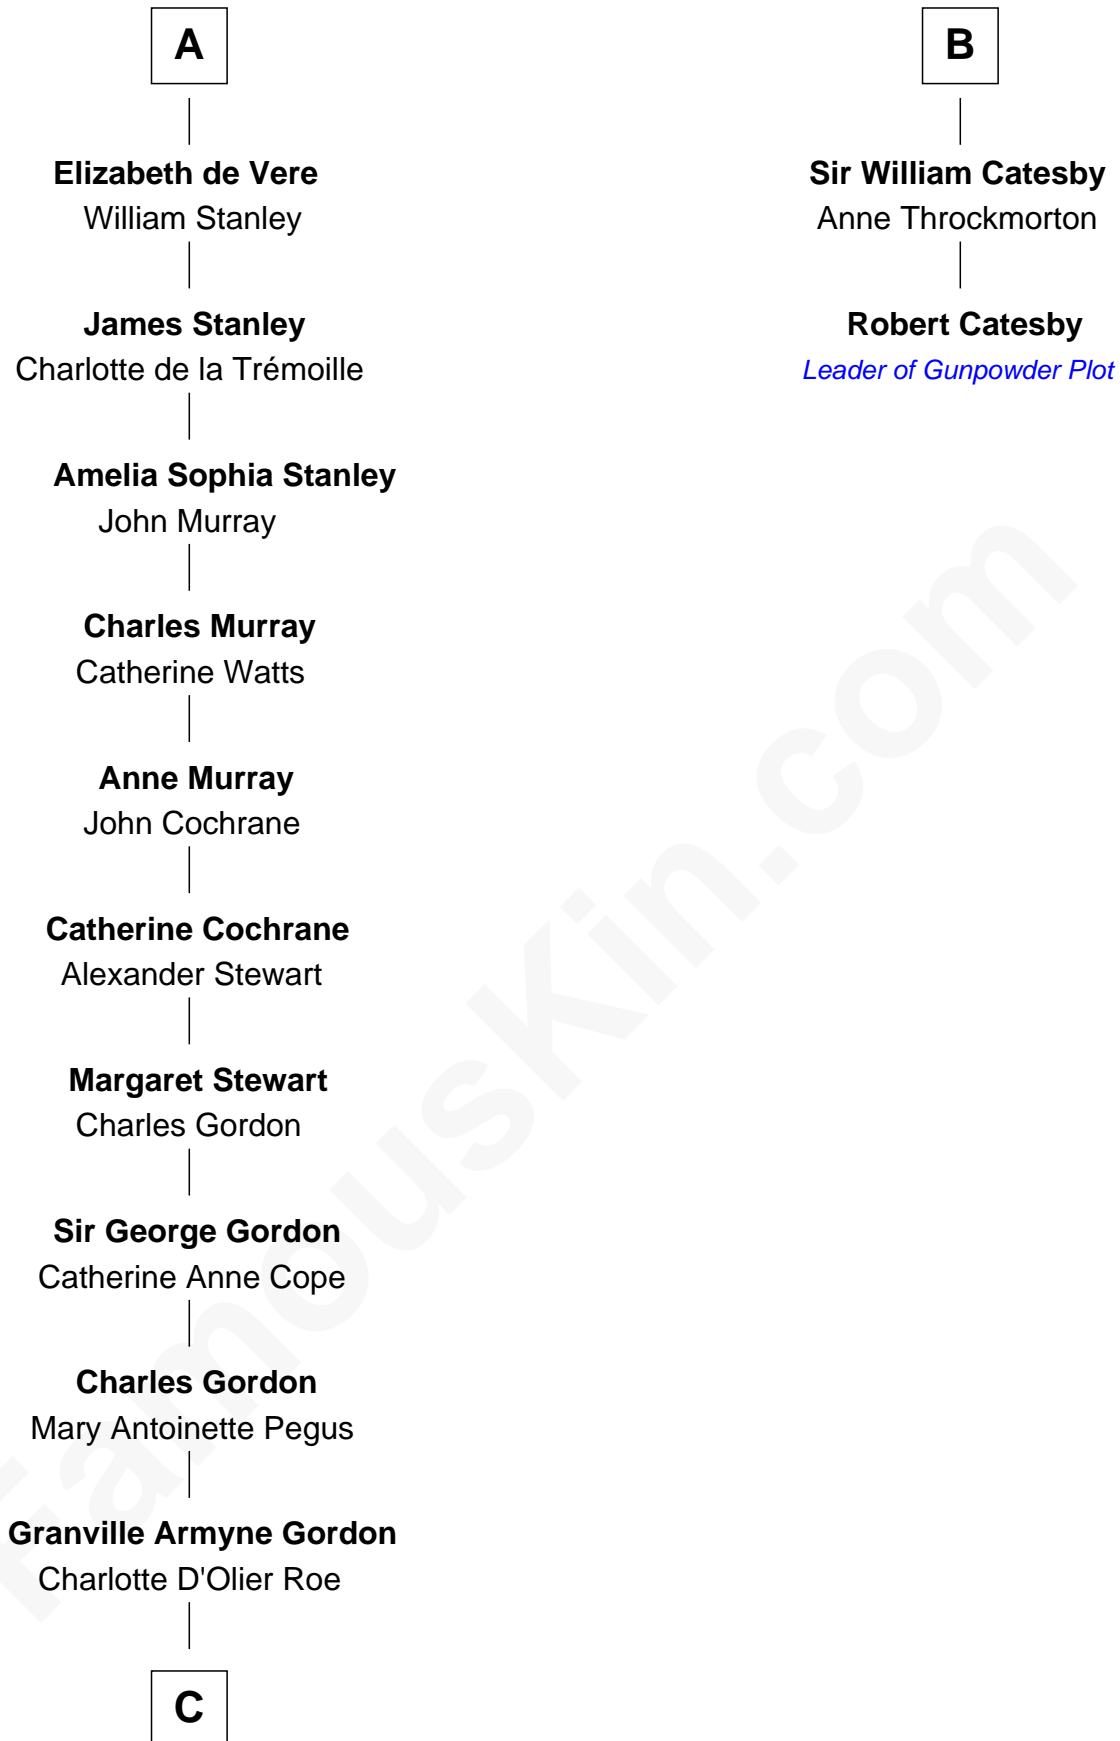 A
Elizabeth de Vere
William Stanley
James Stanley
Charlotte de la Trémoille
Amelia Sophia Stanley
John Murray
Charles Murray
Catherine Watts
Anne Murray
John Cochrane
Catherine Cochrane
Alexander Stewart
Margaret Stewart
Charles Gordon
Sir George Gordon
Catherine Anne Cope
Charles Gordon
Mary Antoinette Pegus
Granville Armyne Gordon
Charlotte D'Olier Roe
C
B
Sir William Catesby
Anne Throckmorton
Robert Catesby
Leader of Gunpowder Plot
FamousKin.com